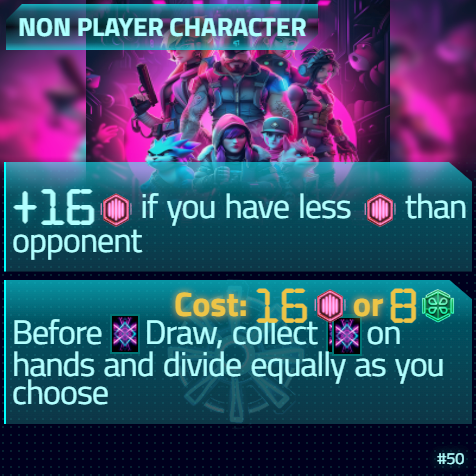 NON PLAYER CHARACTER
+16 if you have less than
opponent
Cost: 16 or 8
Before Draw, collect on
hands and divide equally as you
choose
#50